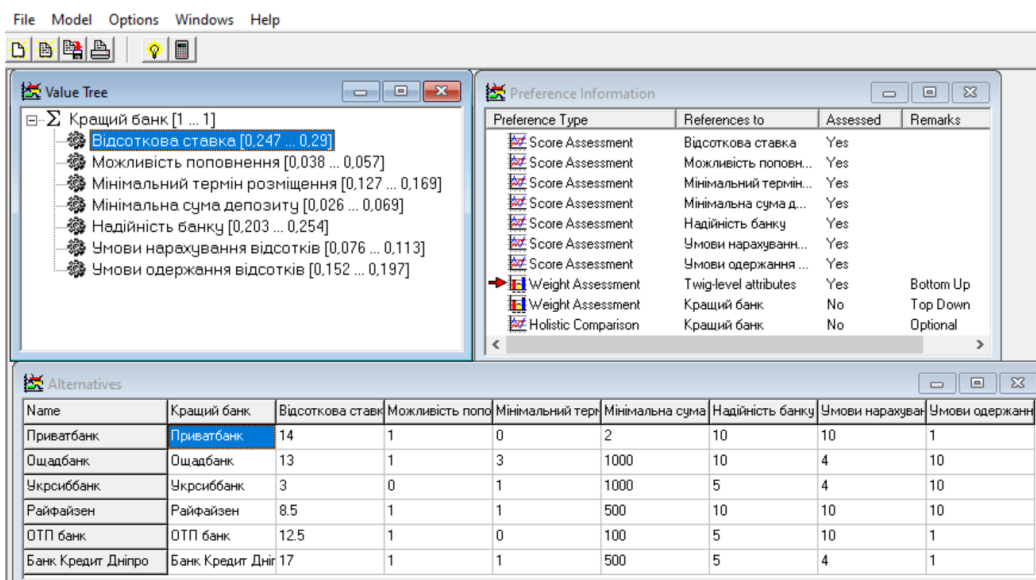 File Model Options Windows Help
Value Tree
Кращий банк [1 ... 1]
Відсоткова ставка [0,247 ... 0,29]
Можливість поповнення [0,038 ... 0,057]
Мінімальний термін розміщення [0,127 ... 0,169]
Мінімальна сума депозиту [0,026 ... 0,069]
Надійність банку [0,203 ... 0,254]
Умови нарахування відсотків [0,076 ... 0,113]
Умови одержання відсотків [0,152 ... 0,197]
Preference Information
Preference Type References to Assessed Remarks
Score Assessment Відсоткова ставка Yes
Score Assessment Можливість поповн... Yes
Score Assessment Мінімальний термін... Yes
Score Assessment Мінімальна сума д... Yes
Score Assessment Надійність банку Yes
Score Assessment Умови нарахуванн... Yes
Score Assessment Умови одержання ... Yes
Weight Assessment Twig-level attributes Yes Bottom Up
Weight Assessment Кращий банк No Top Down
Holistic Comparison Кращий банк No Optional
Alternatives
Name Кращий банк Відсоткова ставк Можливість попо Мінімальний терн Мінімальна сума Надійність банку Умови нарахуван Умови одержанн
Приватбанк Приватбанк 14 1 0 2 10 10 1
Ощадбанк Ощадбанк 13 1 3 1000 10 4 10
Укрсиббанк Укрсиббанк 3 0 1 1000 5 4 10
Райфайзен Райфайзен 8.5 1 1 500 10 10 10
ОТП банк ОТП банк 12.5 1 0 100 5 10 1
Банк Кредит Дніпро Банк Кредит Дніг 17 1 1 500 5 4 1